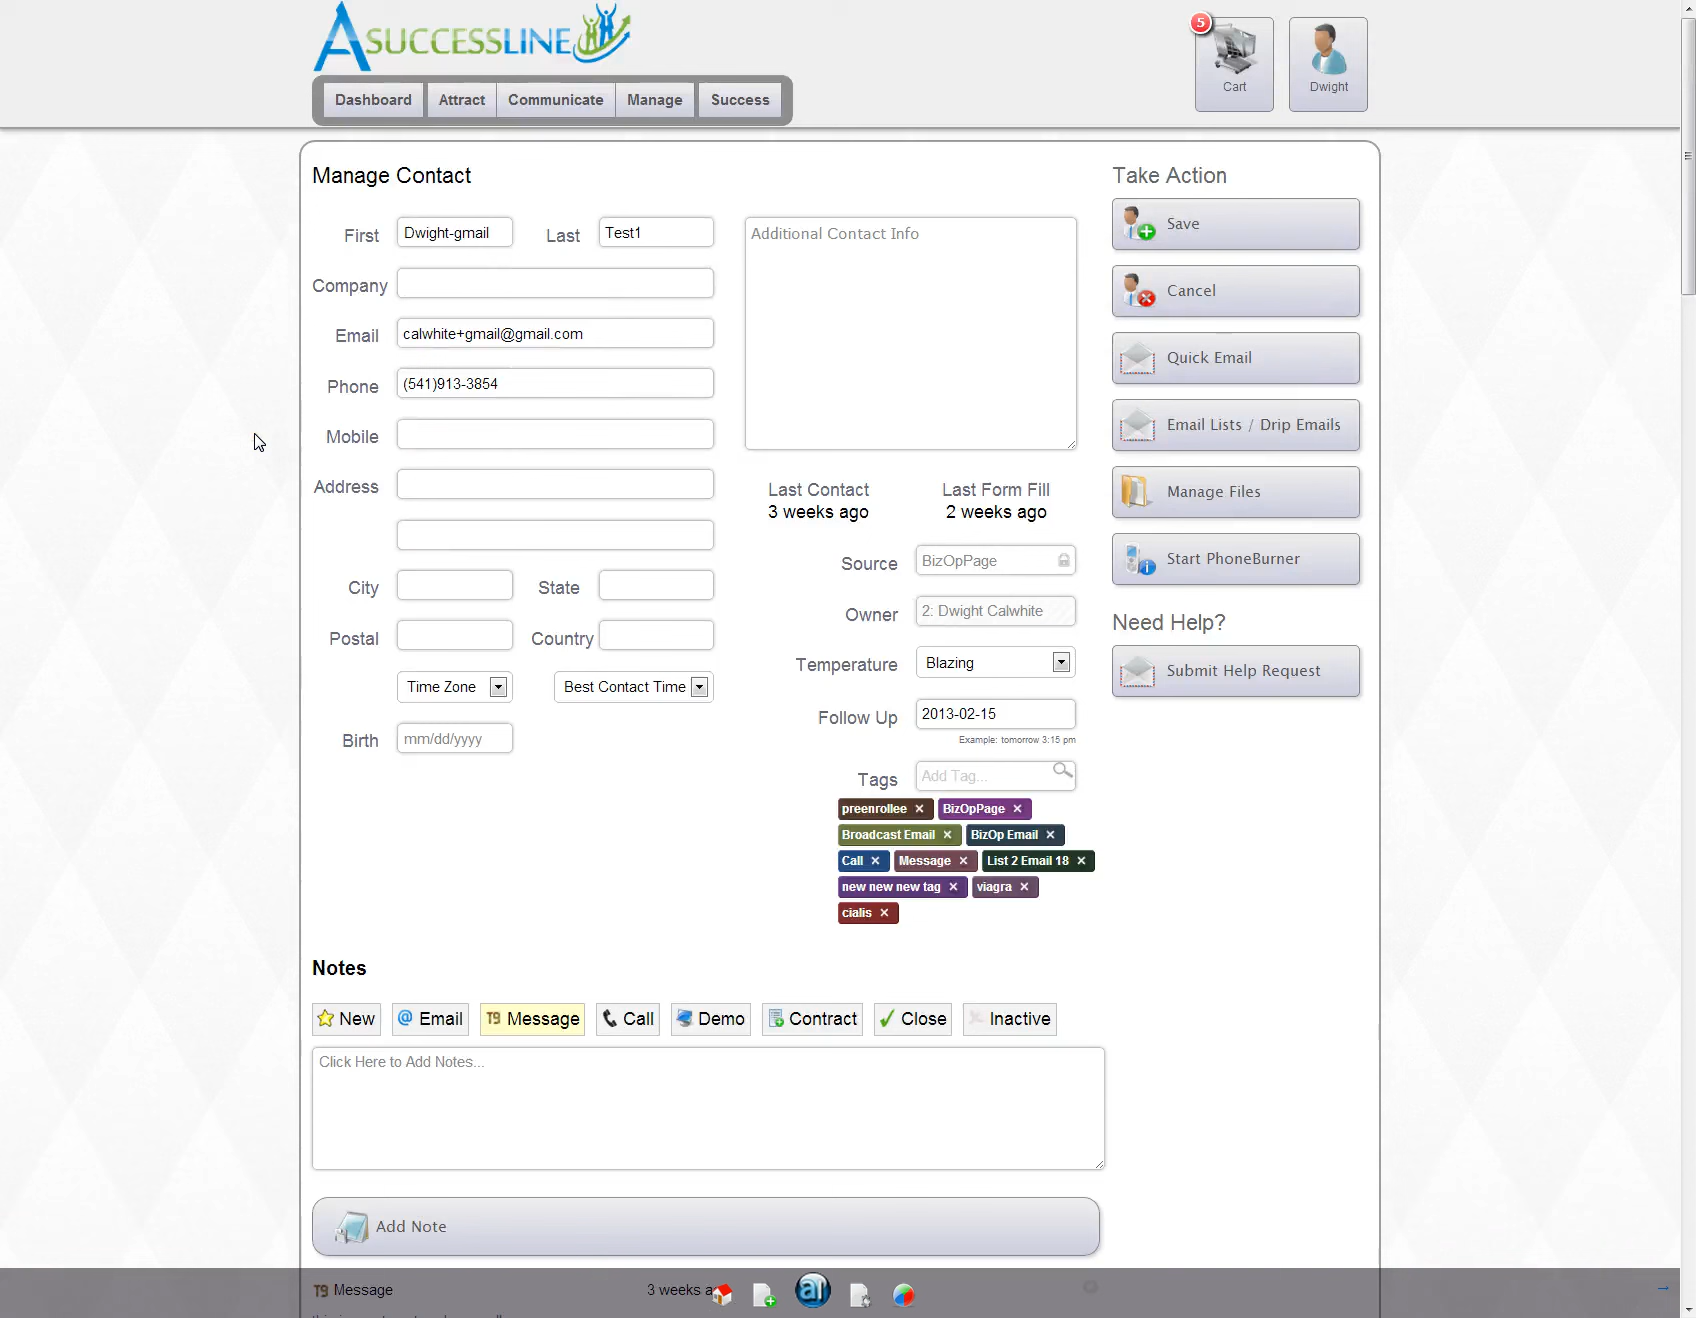 ASUCCESSLINE
5
Cart
Dwight
Dashboard Attract Communicate Manage Success
Manage Contact
Take Action
First Dwight-gmail Last Test1
Additional Contact Info
Save
Company
Cancel
Email calwhite+gmail@gmail.com
Quick Email
Phone (541)913-3854
Email Lists / Drip Emails
Mobile
Address
Manage Files
Last Contact Last Form Fill
3 weeks ago 2 weeks ago
Source BizOpPage
Start PhoneBurner
City State
Owner 2: Dwight Calwhite
Need Help?
Postal Country
Temperature Blazing
Submit Help Request
Time Zone Best Contact Time
Follow Up 2013-02-15
Example: tomorrow 3:15 pm
Birth mm/dd/yyyy
Tags Add Tag...
preenrollee × BizOpPage ×
Broadcast Email × BizOp Email ×
Call × Message × List 2 Email 18 ×
new new new tag × viagra ×
cialis ×
Notes
New @ Email T9 Message Call Demo Contract Close Inactive
Click Here to Add Notes...
Add Note
T9 Message 3 weeks